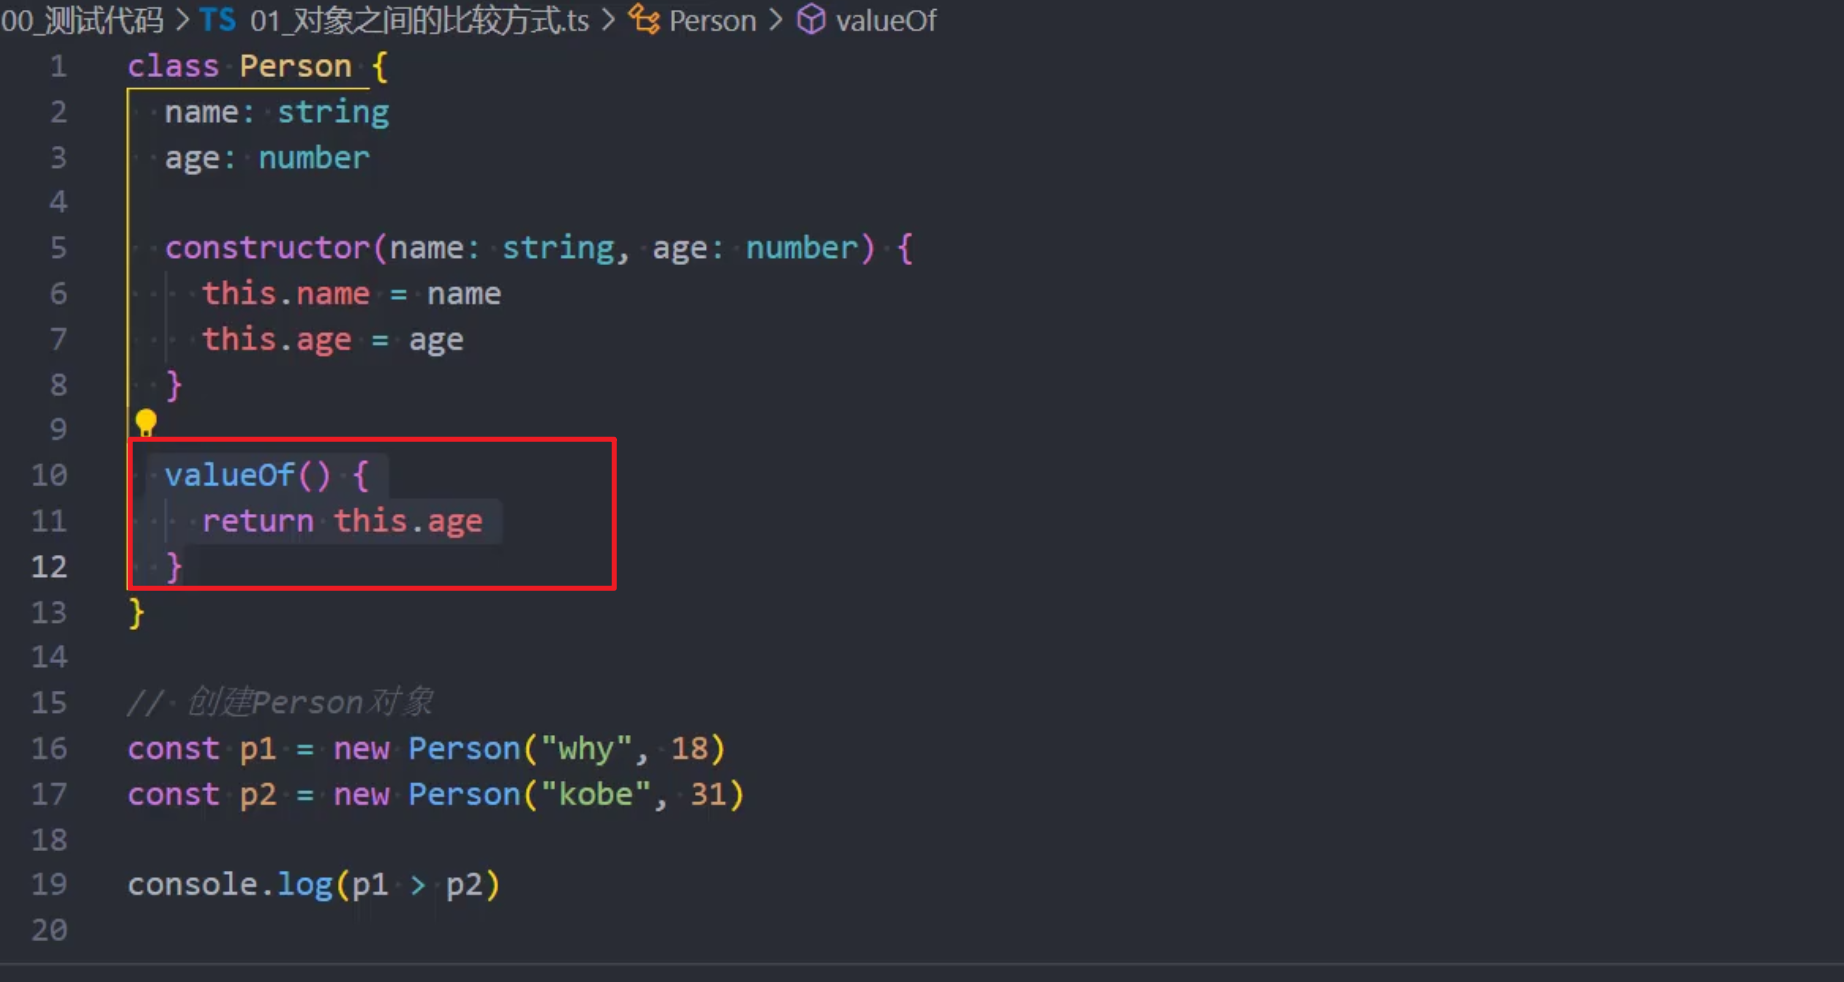 00_测试代码 > TS 01_对象之间的比较方式.ts > Person > valueOf
1 class Person {
2 name: string
3 age: number
4
5 constructor(name: string, age: number) {
6 this.name = name
7 this.age = age
8 }
9
10 valueOf() {
11 return this.age
12 }
13 }
14
15 // 创建Person对象
16 const p1 = new Person("why", 18)
17 const p2 = new Person("kobe", 31)
18
19 console.log(p1 > p2)
20